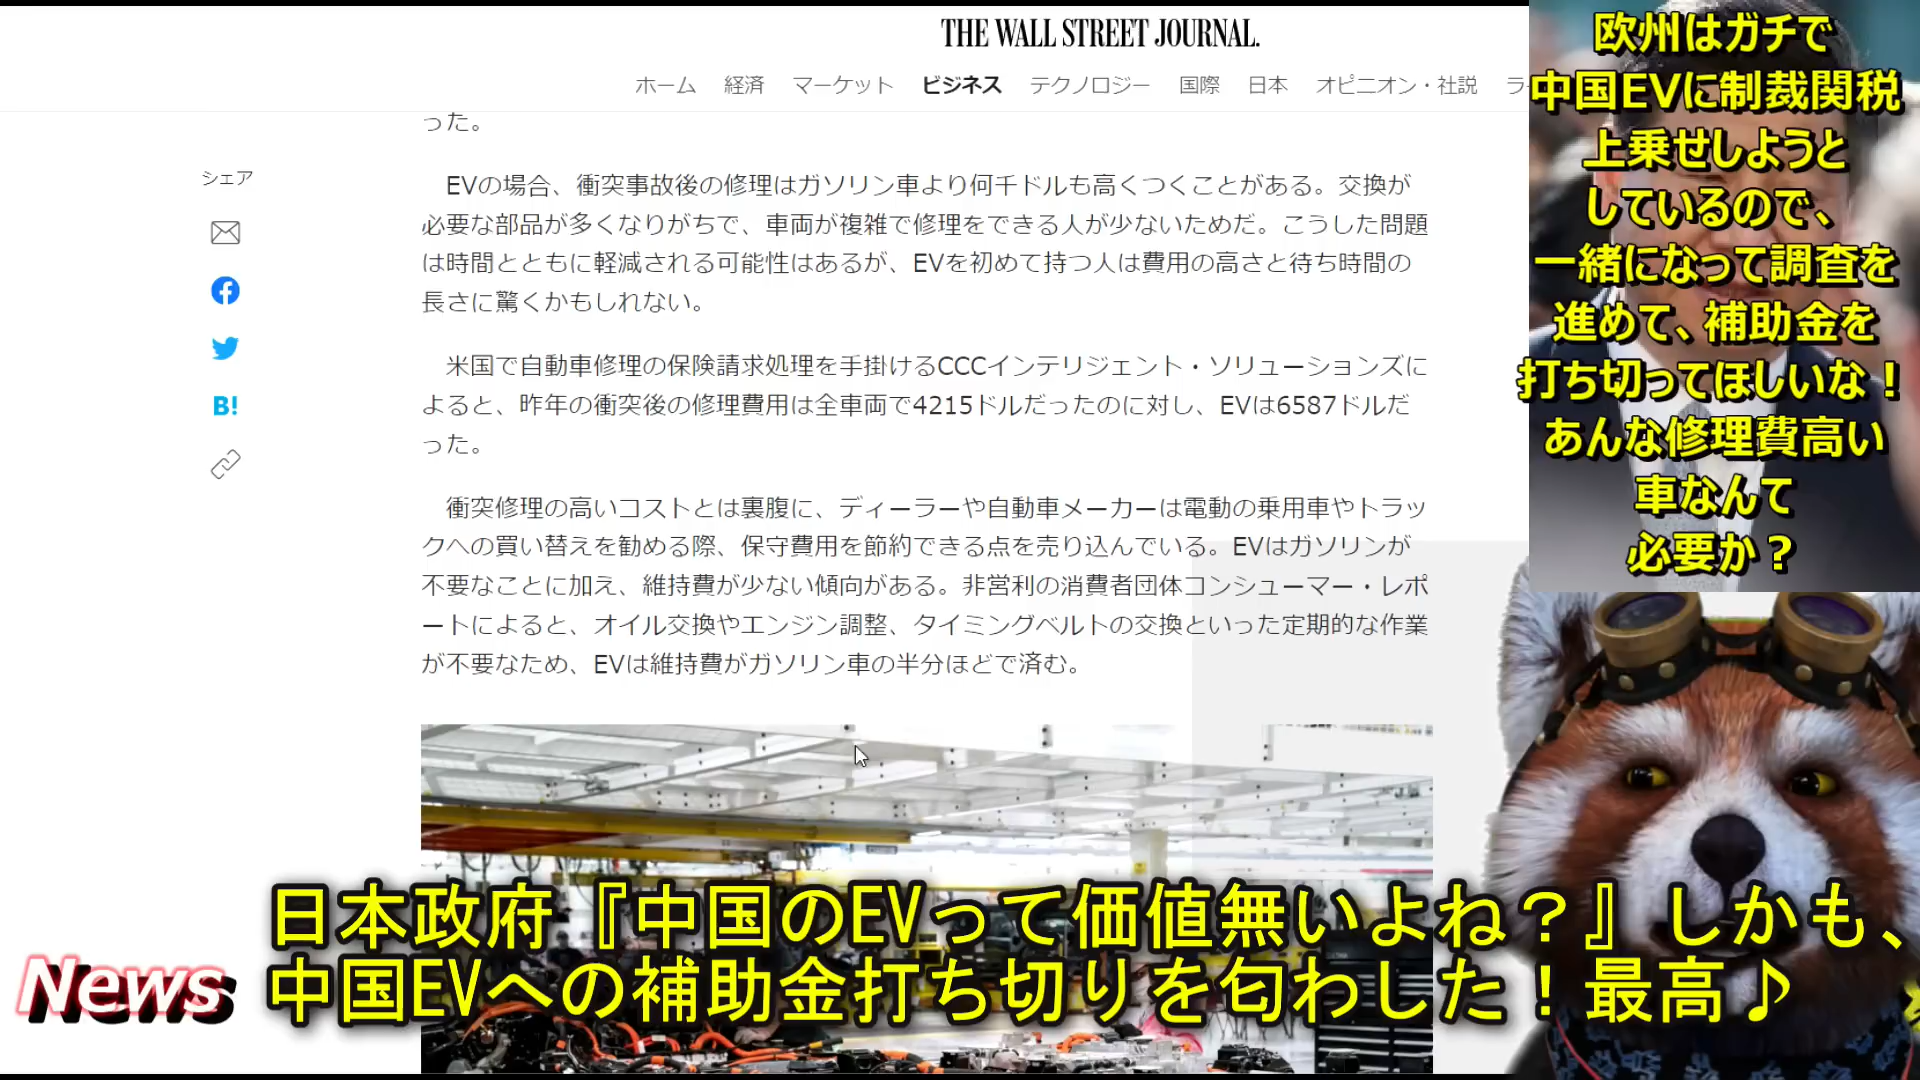 THE WALL STREET JOURNAL.
ホーム 経済 マーケット ビジネス テクノロジー 国際 日本 オピニオン・社説 ラ
った。
シェア
EVの場合、衝突事故後の修理はガソリン車より何千ドルも高くつくことがある。交換が
必要な部品が多くなりがちで、車両が複雑で修理をできる人が少ないためだ。こうした問題
は時間とともに軽減される可能性はあるが、EVを初めて持つ人は費用の高さと待ち時間の
長さに驚くかもしれない。
B!
米国で自動車修理の保険請求処理を手掛けるCCCインテリジェント・ソリューションズに
よると、昨年の衝突後の修理費用は全車両で4215ドルだったのに対し、EVは6587ドルだ
った。
衝突修理の高いコストとは裏腹に、ディーラーや自動車メーカーは電動の乗用車やトラッ
クへの買い替えを勧める際、保守費用を節約できる点を売り込んでいる。EVはガソリンが
不要なことに加え、維持費が少ない傾向がある。非営利の消費者団体コンシューマー・レポ
ートによると、オイル交換やエンジン調整、タイミングベルトの交換といった定期的な作業
が不要なため、EVは維持費がガソリン車の半分ほどで済む。
欧州はガチで
中国EVに制裁関税
上乗せしようと
しているので、
一緒になって調査を
進めて、補助金を
打ち切ってほしいな！
あんな修理費高い
車なんて
必要か？
News
日本政府『中国のEVって価値無いよね？』しかも、
中国EVへの補助金打ち切りを匂わした！最高♪